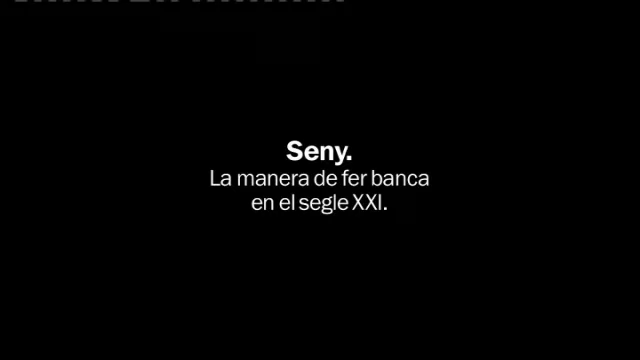 Seny.
La manera de fer banca
en el segle XXI.